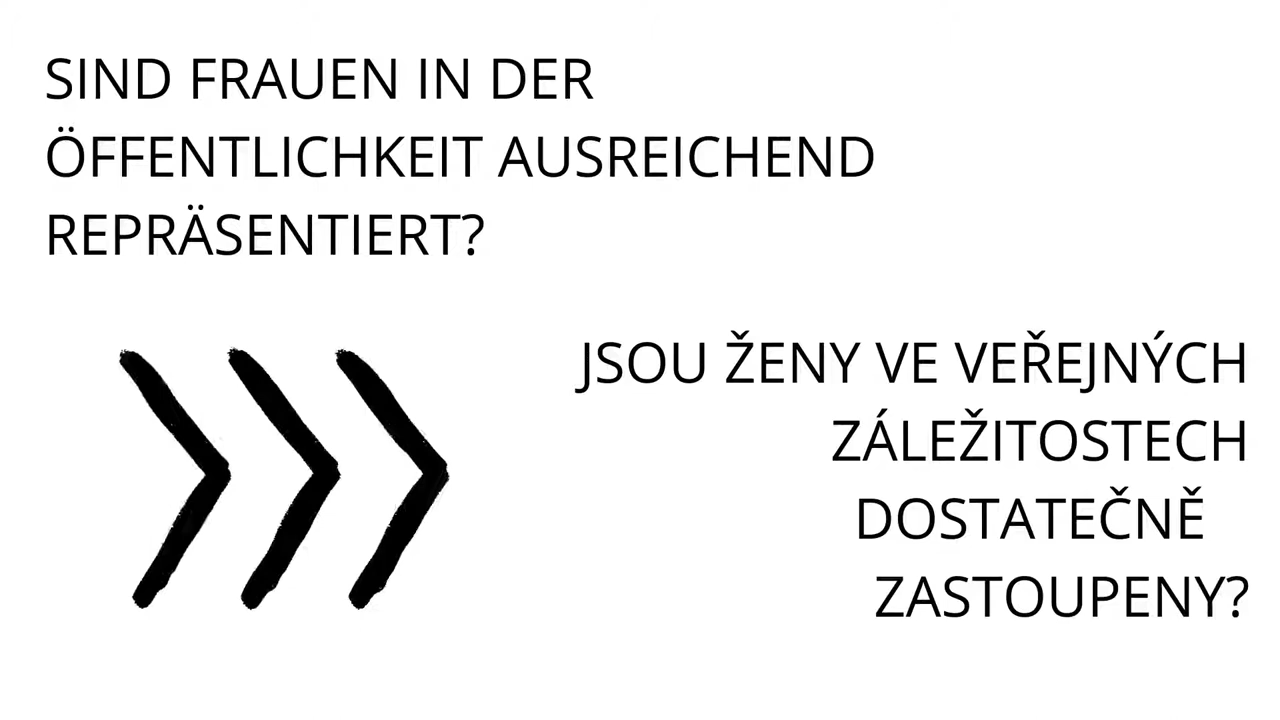 SIND FRAUEN IN DER
ÖFFENTLICHKEIT AUSREICHEND
REPRÄSENTIERT?
JSOU ŽENY VE VEŘEJNÝCH
ZÁLEŽITOSTECH
DOSTATEČNĚ
ZASTOUPENY?